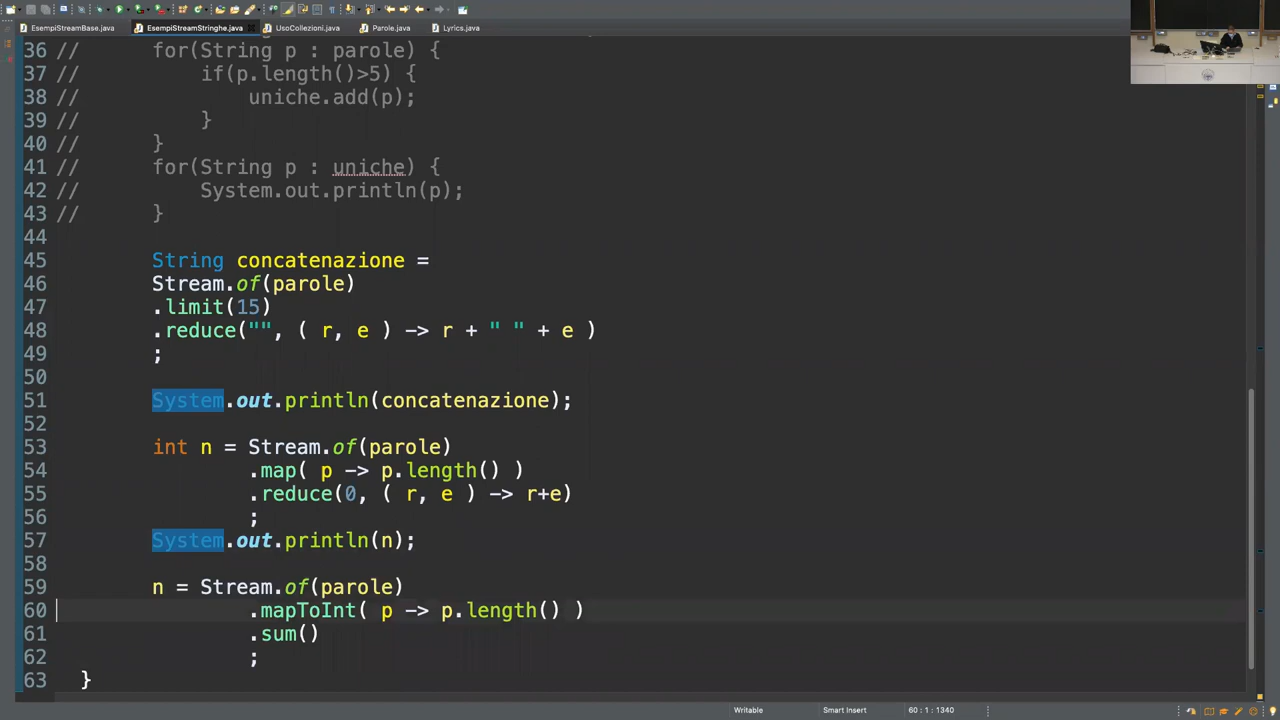 EsempiStreamBase.java EsempiStreamStringhe.java UsoCollezioni.java Parole.java Lyrics.java
36 // for(String p : parole) {
37 // if(p.length()>5) {
38 // uniche.add(p);
39 // }
40 // }
41 // for(String p : uniche) {
42 // System.out.println(p);
43 // }
44
45 String concatenazione =
46 Stream.of(parole)
47 .limit(15)
48 .reduce("", ( r, e ) -> r + " " + e )
49 ;
50
51 System.out.println(concatenazione);
52
53 int n = Stream.of(parole)
54 .map( p -> p.length() )
55 .reduce(0, ( r, e ) -> r+e)
56 ;
57 System.out.println(n);
58
59 n = Stream.of(parole)
60 .mapToInt( p -> p.length() )
61 .sum()
62 ;
63 }
Writable Smart Insert 60 : 1 : 1340